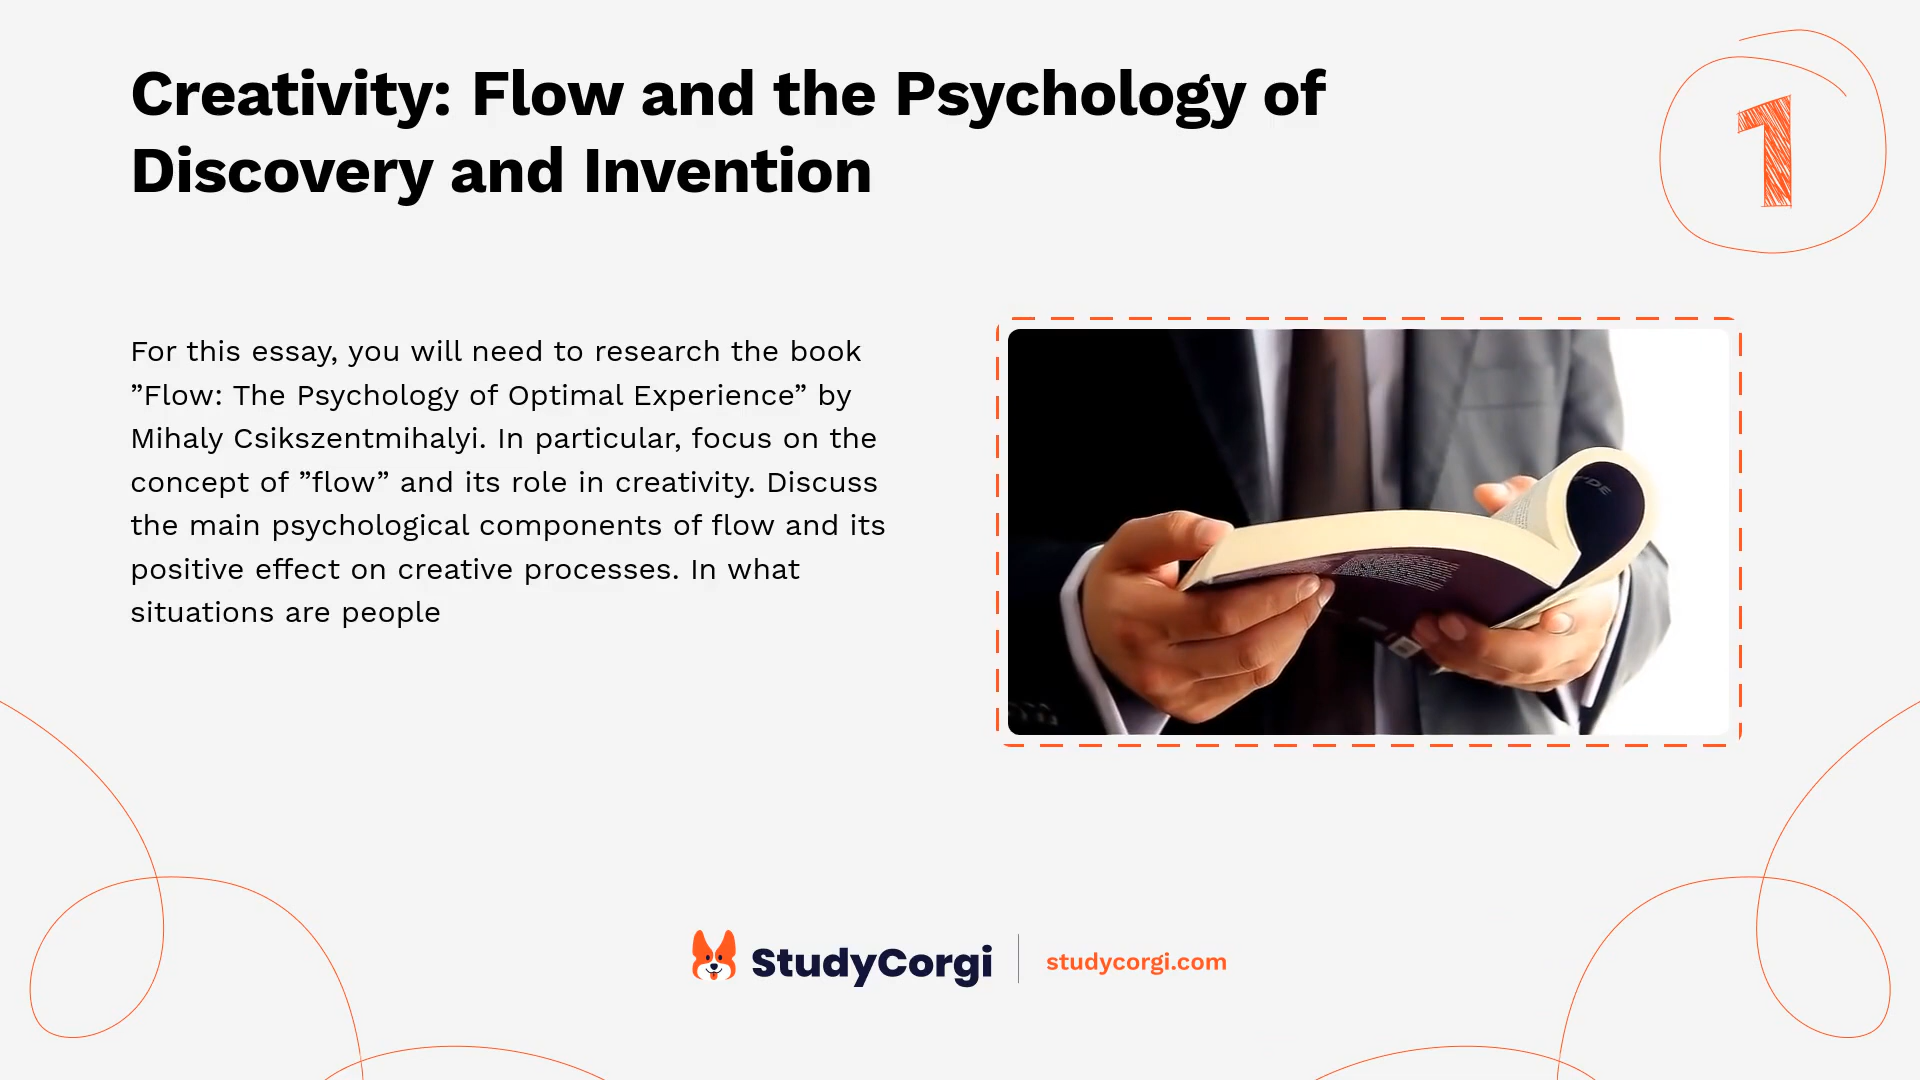 Creativity: Flow and the Psychology of
Discovery and Invention
1
For this essay, you will need to research the book
”Flow: The Psychology of Optimal Experience” by
Mihaly Csikszentmihalyi. In particular, focus on the
concept of ”flow” and its role in creativity. Discuss
the main psychological components of flow and its
positive effect on creative processes. In what
situations are people
StudyCorgi
studycorgi.com